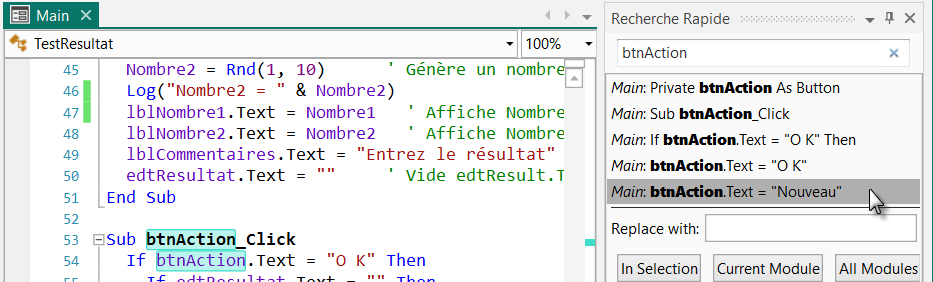 Main
TestResultat
100%
45 Nombre2 = Rnd(1, 10) ' Génère un nombre
46 Log("Nombre2 = " & Nombre2)
47 lblNombre1.Text = Nombre1 ' Affiche Nombre
48 lblNombre2.Text = Nombre2 ' Affiche Nombre
49 lblCommentaires.Text = "Entrez le résultat"
50 edtResultat.Text = "" ' Vide edtResult.T
51 End Sub
52
53 Sub btnAction_Click
54 If btnAction.Text = "O K" Then
55 If edtResultat.Text = "" Then
Recherche Rapide
btnAction
Main: Private btnAction As Button
Main: Sub btnAction_Click
Main: If btnAction.Text = "O K" Then
Main: btnAction.Text = "O K"
Main: btnAction.Text = "Nouveau"
Replace with:
In Selection Current Module All Modules